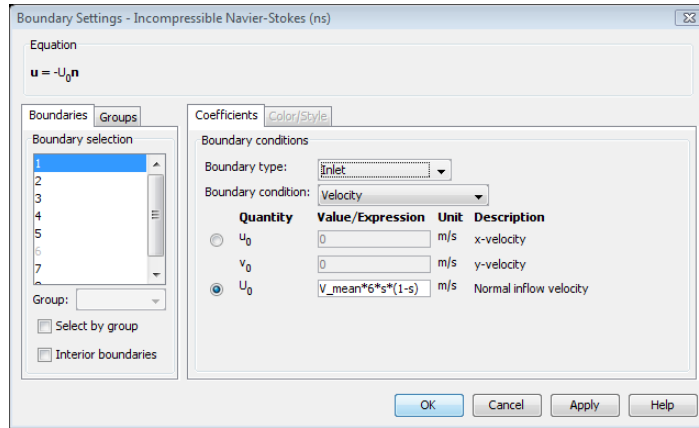 Boundary Settings - Incompressible Navier-Stokes (ns)
Equation
u = -U₀n
Boundaries Groups
Boundary selection
1
2
3
4
5
6
7
Group:
Select by group
Interior boundaries
Coefficients Color/Style
Boundary conditions
Boundary type: Inlet
Boundary condition: Velocity
Quantity Value/Expression Unit Description
u₀ 0 m/s x-velocity
v₀ 0 m/s y-velocity
U₀ V_mean*6*s*(1-s) m/s Normal inflow velocity
OK Cancel Apply Help